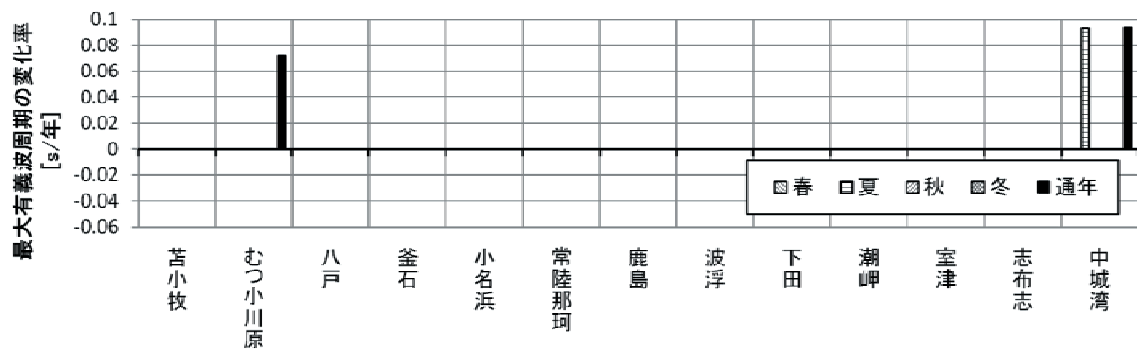 最大有義波周期の変化率
[s/年]
0.1
0.08
0.06
0.04
0.02
0
-0.02
-0.04
-0.06
春 夏 秋 冬 通年
苫小牧
むつ小川原
八戸
釜石
小名浜
常陸那珂
鹿島
波浮
下田
潮岬
室津
志布志
中城湾